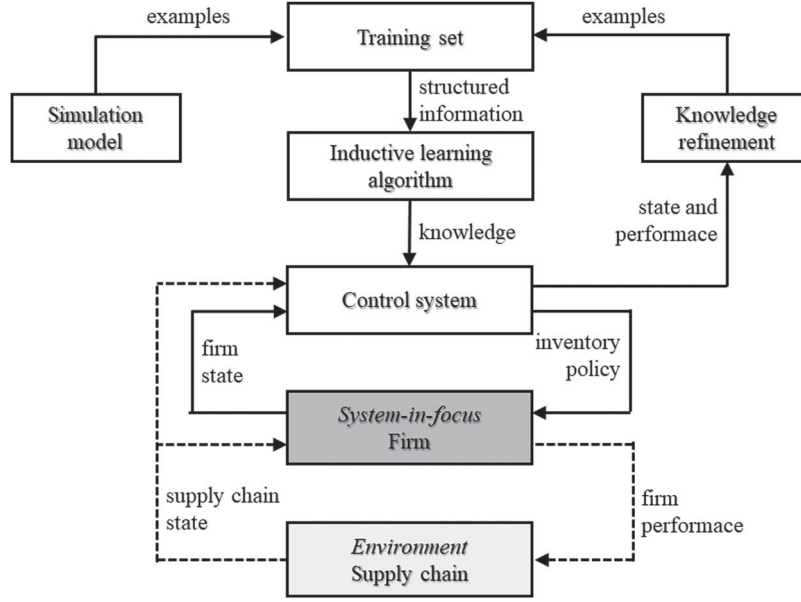 examples
Training set
examples
Simulation
model
structured
information
Knowledge
refinement
Inductive learning
algorithm
state and
performace
knowledge
Control system
firm
state
inventory
policy
System-in-focus
Firm
supply chain
state
firm
performace
Environment
Supply chain